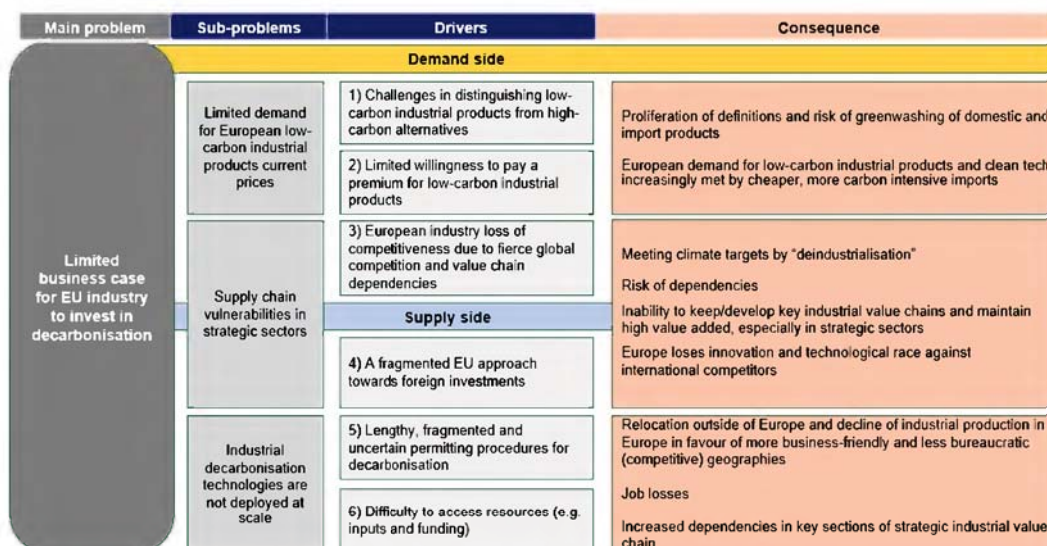 Main problem
Sub-problems
Drivers
Consequence
Demand side
Limited
business case
for EU industry
to invest in
decarbonisation
Limited demand
for European low-
carbon industrial
products current
prices
1) Challenges in distinguishing low-
carbon industrial products from high-
carbon alternatives
2) Limited willingness to pay a
premium for low-carbon industrial
products
Proliferation of definitions and risk of greenwashing of domestic and
import products
European demand for low-carbon industrial products and clean tech
increasingly met by cheaper, more carbon intensive imports
Supply chain
vulnerabilities in
strategic sectors
3) European industry loss of
competitiveness due to fierce global
competition and value chain
dependencies
Supply side
4) A fragmented EU approach
towards foreign investments
Meeting climate targets by “deindustrialisation”
Risk of dependencies
Inability to keep/develop key industrial value chains and maintain
high value added, especially in strategic sectors
Europe loses innovation and technological race against
international competitors
Industrial
decarbonisation
technologies are
not deployed at
scale
5) Lengthy, fragmented and
uncertain permitting procedures for
decarbonisation
6) Difficulty to access resources (e.g.
inputs and funding)
Relocation outside of Europe and decline of industrial production in
Europe in favour of more business-friendly and less bureaucratic
(competitive) geographies
Job losses
Increased dependencies in key sections of strategic industrial value
chain